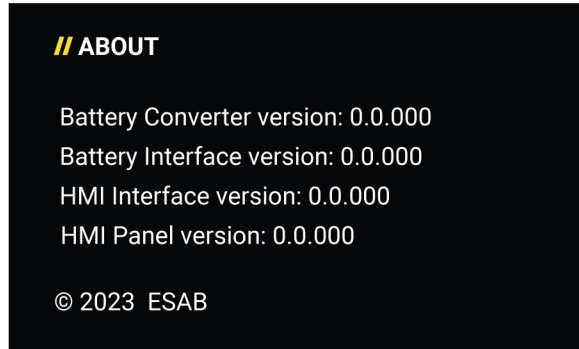 // ABOUT
Battery Converter version: 0.0.000
Battery Interface version: 0.0.000
HMI Interface version: 0.0.000
HMI Panel version: 0.0.000
© 2023 ESAB